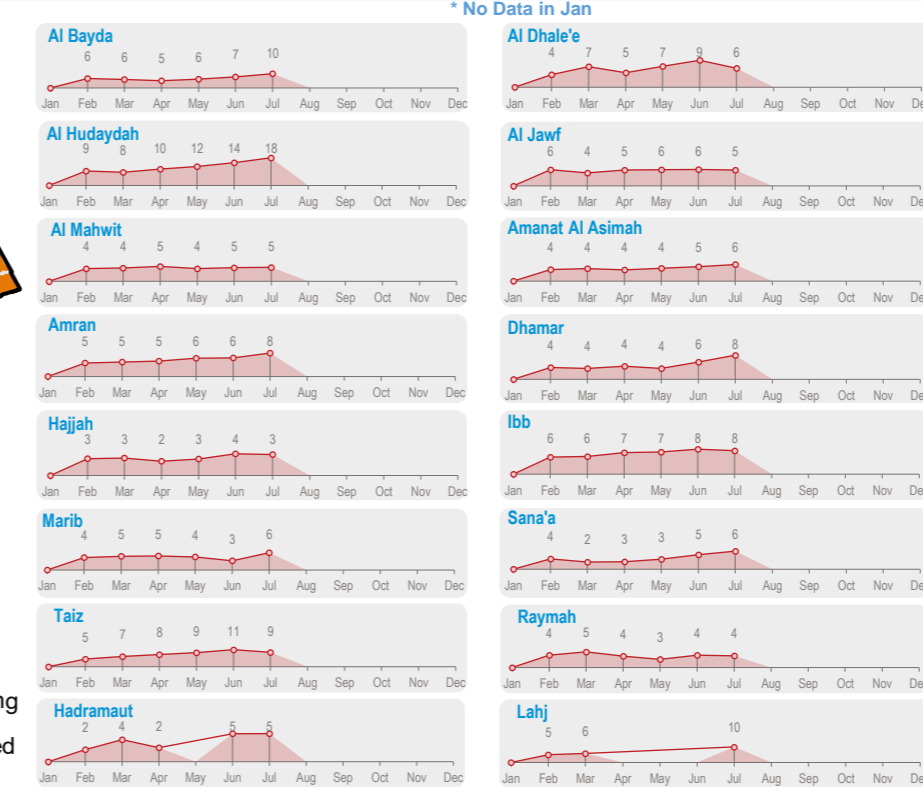 * No Data in Jan
Al Bayda
6 6 5 6 7 10
Jan Feb Mar Apr May Jun Jul Aug Sep Oct Nov Dec
Al Dhale'e
4 7 5 7 9 6
Jan Feb Mar Apr May Jun Jul Aug Sep Oct Nov De
Al Hudaydah
9 8 10 12 14 18
Jan Feb Mar Apr May Jun Jul Aug Sep Oct Nov Dec
Al Jawf
6 4 5 6 6 5
Jan Feb Mar Apr May Jun Jul Aug Sep Oct Nov De
Al Mahwit
4 4 5 4 5 5
Jan Feb Mar Apr May Jun Jul Aug Sep Oct Nov Dec
Amanat Al Asimah
4 4 4 4 5 6
Jan Feb Mar Apr May Jun Jul Aug Sep Oct Nov De
Amran
5 5 5 6 6 8
Jan Feb Mar Apr May Jun Jul Aug Sep Oct Nov Dec
Dhamar
4 4 4 4 6 8
Jan Feb Mar Apr May Jun Jul Aug Sep Oct Nov De
Hajjah
3 3 2 3 4 3
Jan Feb Mar Apr May Jun Jul Aug Sep Oct Nov Dec
Ibb
6 6 7 7 8 8
Jan Feb Mar Apr May Jun Jul Aug Sep Oct Nov De
Marib
4 5 5 4 3 6
Jan Feb Mar Apr May Jun Jul Aug Sep Oct Nov Dec
Sana'a
4 2 3 3 5 6
Jan Feb Mar Apr May Jun Jul Aug Sep Oct Nov De
Taiz
5 7 8 9 11 9
Jan Feb Mar Apr May Jun Jul Aug Sep Oct Nov Dec
Raymah
4 5 4 3 4 4
Jan Feb Mar Apr May Jun Jul Aug Sep Oct Nov De
ng
ed
Hadramaut
2 4 2 5 5
Jan Feb Mar Apr May Jun Jul Aug Sep Oct Nov Dec
Lahj
5 6 10
Jan Feb Mar Apr May Jun Jul Aug Sep Oct Nov De